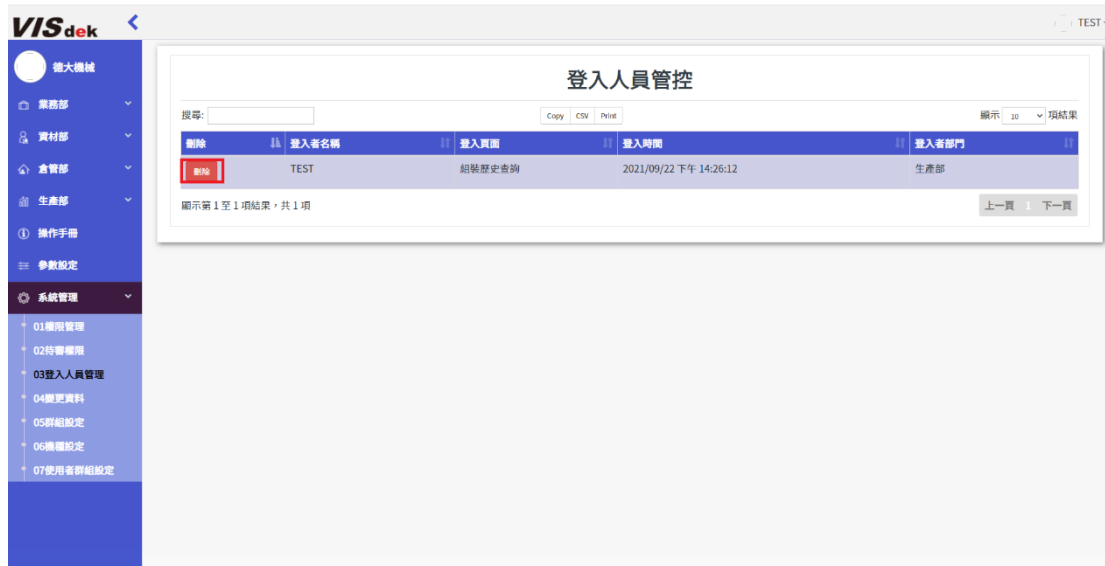 VISdek
TEST
德大機械
業務部
資材部
倉管部
生產部
操作手冊
參數設定
系統管理
01權限管理
02待審權限
03登入人員管理
04變更資料
05群組設定
06機種設定
07使用者群組設定
登入人員管控
搜尋:
Copy CSV Print
顯示 10 項結果
刪除 登入者名稱 登入頁面 登入時間 登入者部門
刪除 TEST 組裝歷史查詢 2021/09/22 下午 14:26:12 生產部
顯示第 1 至 1 項結果，共 1 項
上一頁 1 下一頁